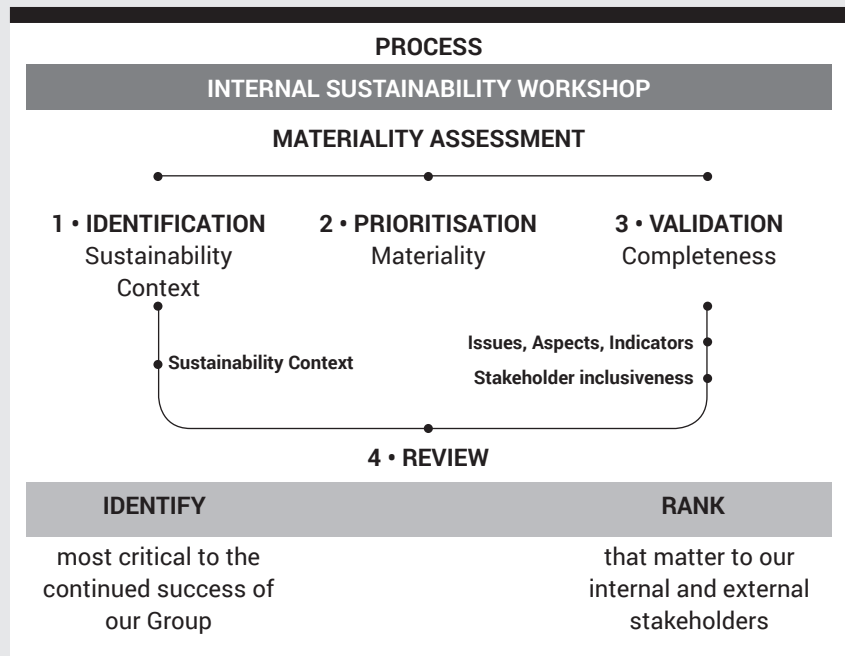 PROCESS
INTERNAL SUSTAINABILITY WORKSHOP
MATERIALITY ASSESSMENT
1 • IDENTIFICATION
Sustainability
Context
2 • PRIORITISATION
Materiality
3 • VALIDATION
Completeness
Sustainability Context
Issues, Aspects, Indicators
Stakeholder inclusiveness
4 • REVIEW
IDENTIFY
most critical to the
continued success of
our Group
RANK
that matter to our
internal and external
stakeholders